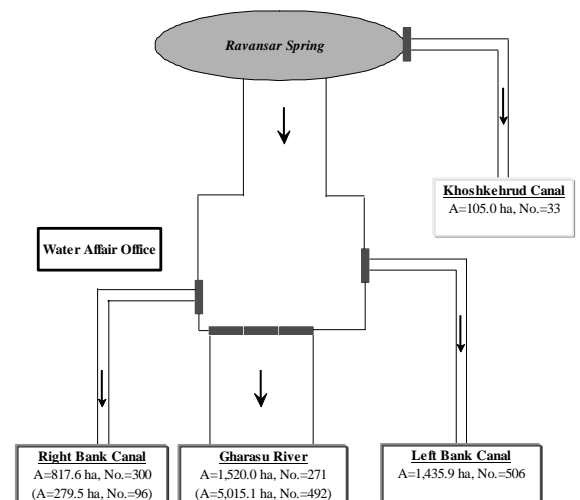 Ravansar Spring
Khoshkehrud Canal
A=105.0 ha, No.=33
Water Affair Office
Right Bank Canal
A=817.6 ha, No.=300
(A=279.5 ha, No.=96)
Gharasu River
A=1,520.0 ha, No.=271
(A=5,015.1 ha, No.=492)
Left Bank Canal
A=1,435.9 ha, No.=506